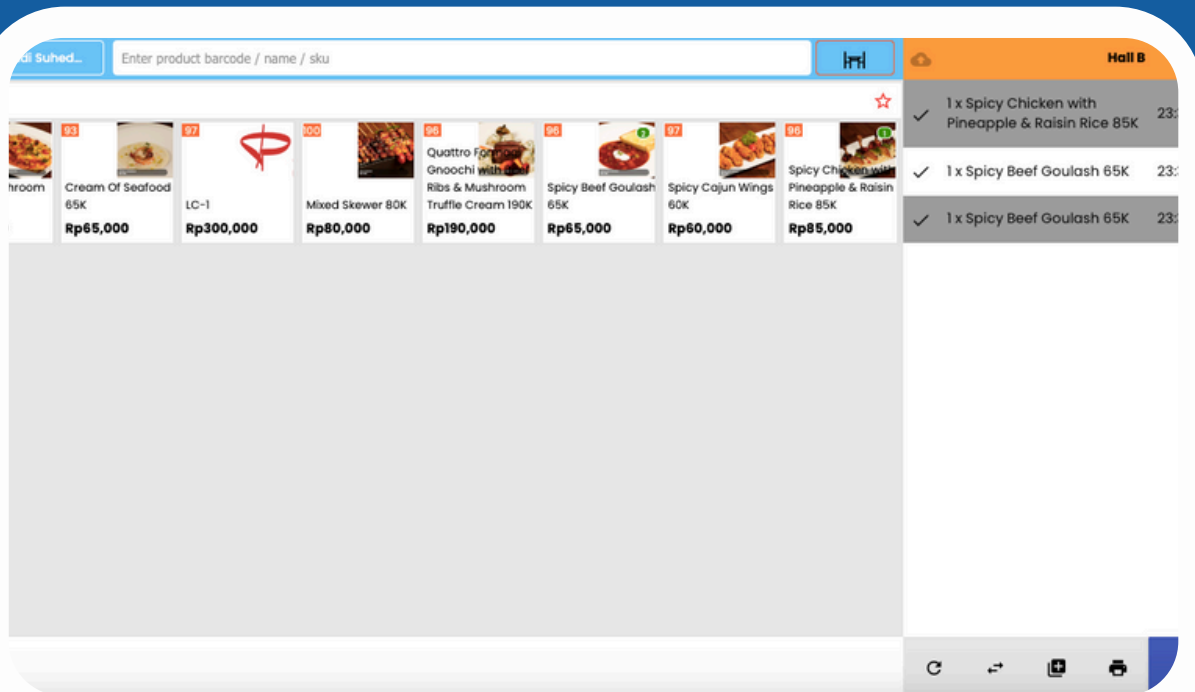 di Suhed...
Enter product barcode / name / sku
Hall B
hroom
93
Cream Of Seafood
65K
Rp65,000
97
LC-1
Rp300,000
100
Mixed Skewer 80K
Rp80,000
96
Quattro Formaggi
Gnoochi with Beef
Ribs & Mushroom
Truffle Cream 190K
Rp190,000
96
2
Spicy Beef Goulash
65K
Rp65,000
97
Spicy Cajun Wings
60K
Rp60,000
96
1
Spicy Chicken with
Pineapple & Raisin
Rice 85K
Rp85,000
1 x Spicy Chicken with
Pineapple & Raisin Rice 85K
23:
1 x Spicy Beef Goulash 65K
23:
1 x Spicy Beef Goulash 65K
23: